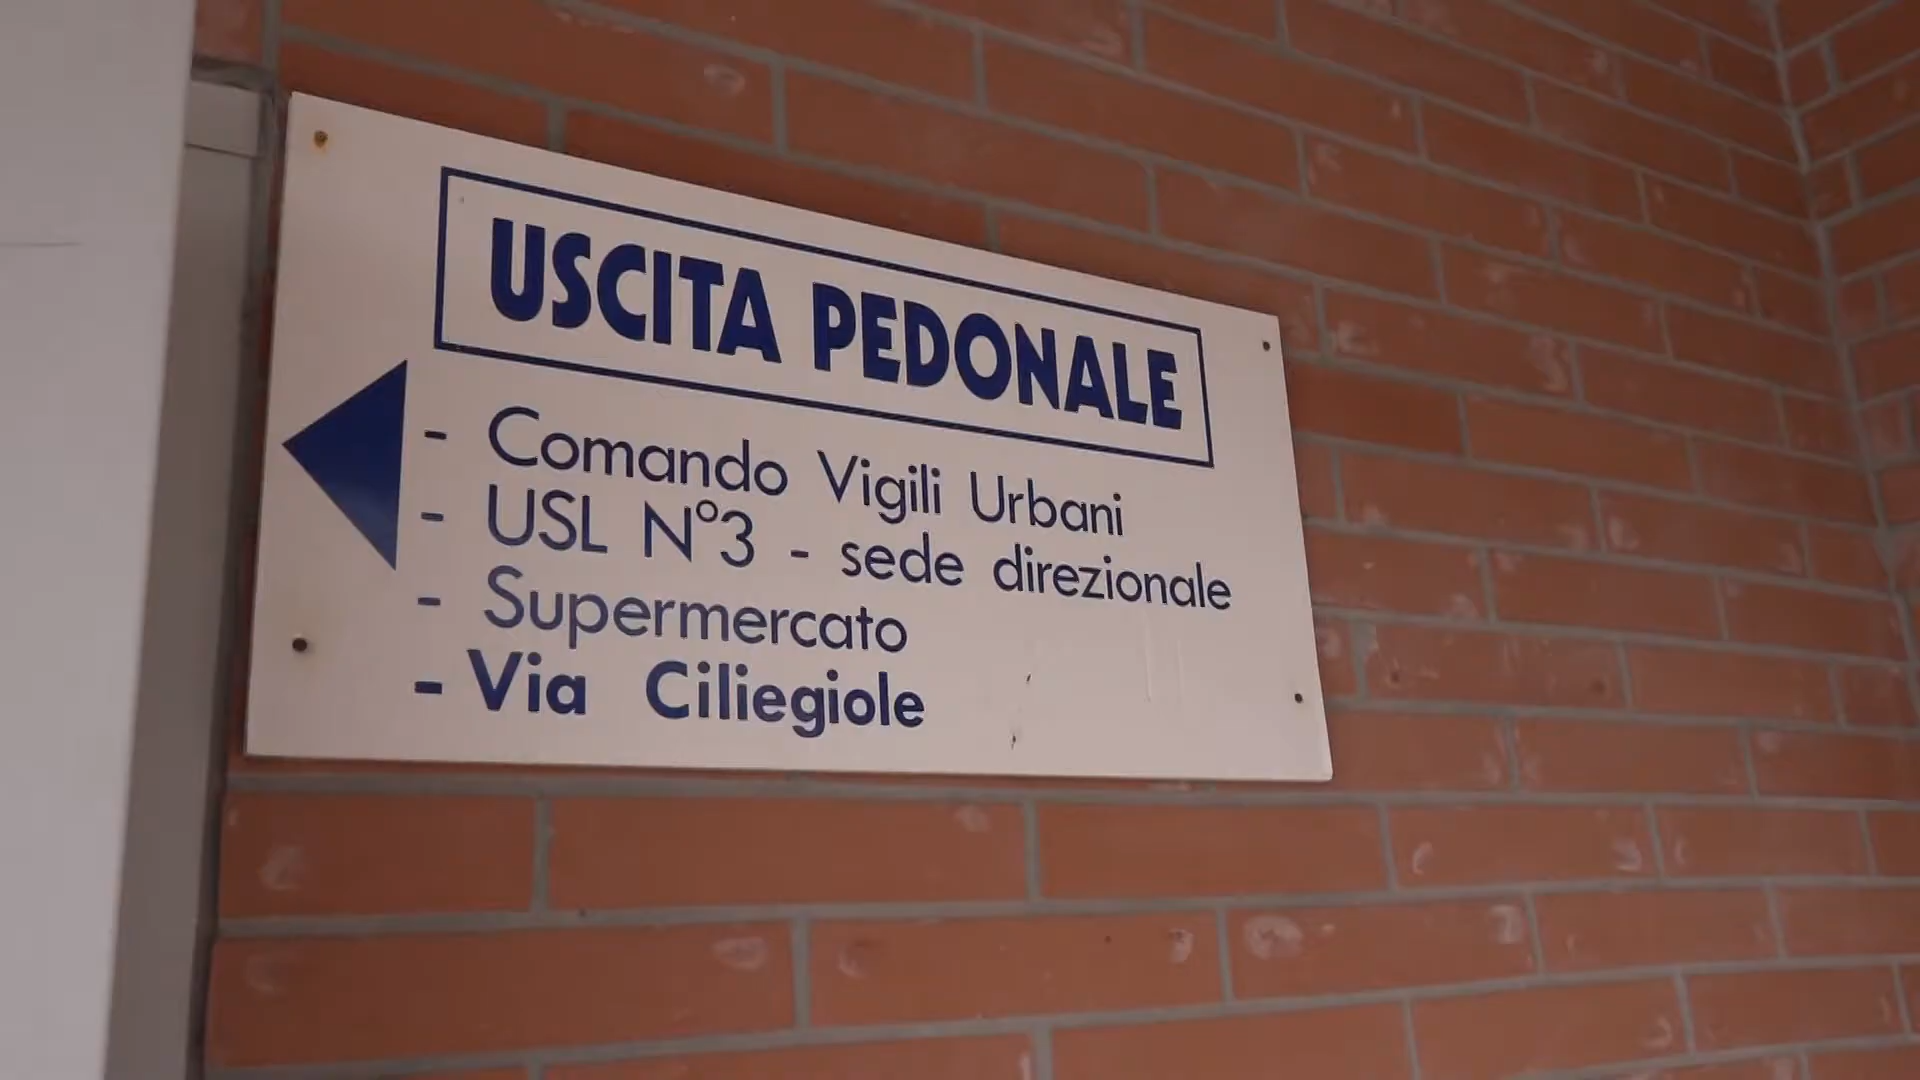 USCITA PEDONALE
- Comando Vigili Urbani
- USL N°3 - sede direzionale
- Supermercato
- Via Ciliegiole